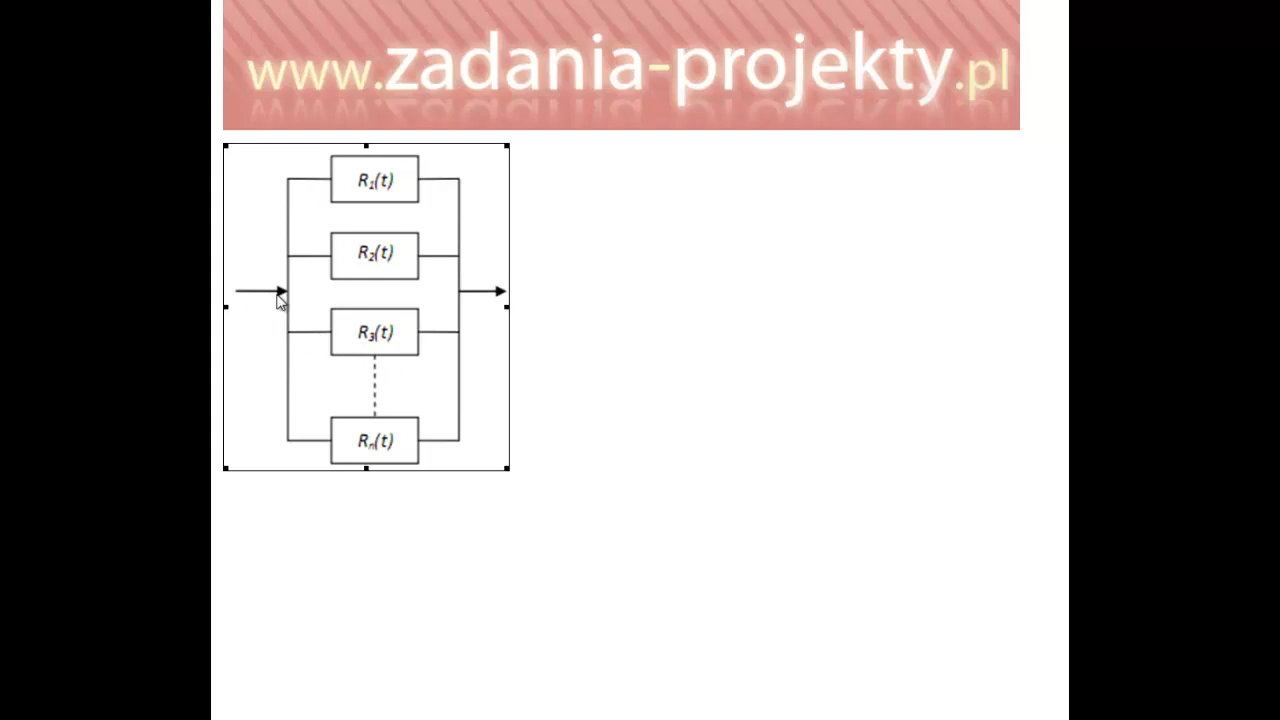 www.zadania-projekty.pl
R₁(t)
R₂(t)
R₃(t)
Rₙ(t)